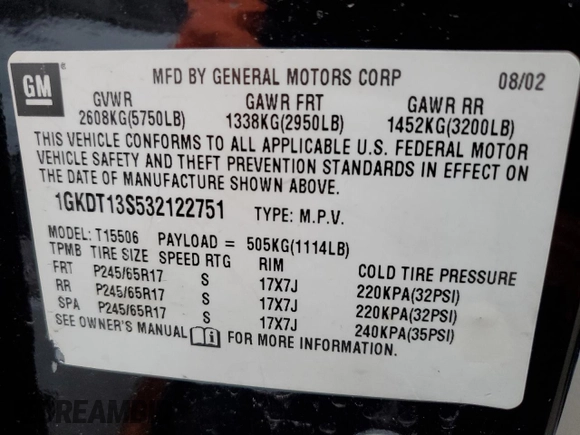 GM ®
MFD BY GENERAL MOTORS CORP 08/02
GVWR GAWR FRT GAWR RR
2608KG(5750LB) 1338KG(2950LB) 1452KG(3200LB)
THIS VEHICLE CONFORMS TO ALL APPLICABLE U.S. FEDERAL MOTOR
VEHICLE SAFETY AND THEFT PREVENTION STANDARDS IN EFFECT ON
THE DATE OF MANUFACTURE SHOWN ABOVE.
1GKDT13S532122751 TYPE: M.P.V.
MODEL: T15506 PAYLOAD = 505KG(1114LB)
TPMB TIRE SIZE SPEED RTG RIM COLD TIRE PRESSURE
FRT P245/65R17 S 17X7J 220KPA(32PSI)
RR P245/65R17 S 17X7J 220KPA(32PSI)
SPA P245/65R17 S 17X7J 240KPA(35PSI)
SEE OWNER'S MANUAL i FOR MORE INFORMATION.